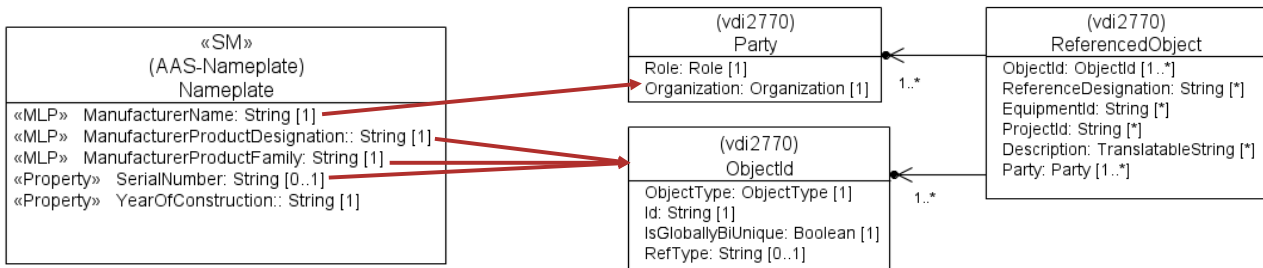 «SM»
(AAS-Nameplate)
Nameplate
«MLP» ManufacturerName: String [1]
«MLP» ManufacturerProductDesignation:: String [1]
«MLP» ManufacturerProductFamily: String [1]
«Property» SerialNumber: String [0..1]
«Property» YearOfConstruction:: String [1]
(vdi2770)
Party
Role: Role [1]
Organization: Organization [1]
(vdi2770)
ObjectId
ObjectType: ObjectType [1]
Id: String [1]
IsGloballyBiUnique: Boolean [1]
RefType: String [0..1]
1..*
1..*
(vdi2770)
ReferencedObject
ObjectId: ObjectId [1..*]
ReferenceDesignation: String [*]
EquipmentId: String [*]
ProjectId: String [*]
Description: TranslatableString [*]
Party: Party [1..*]